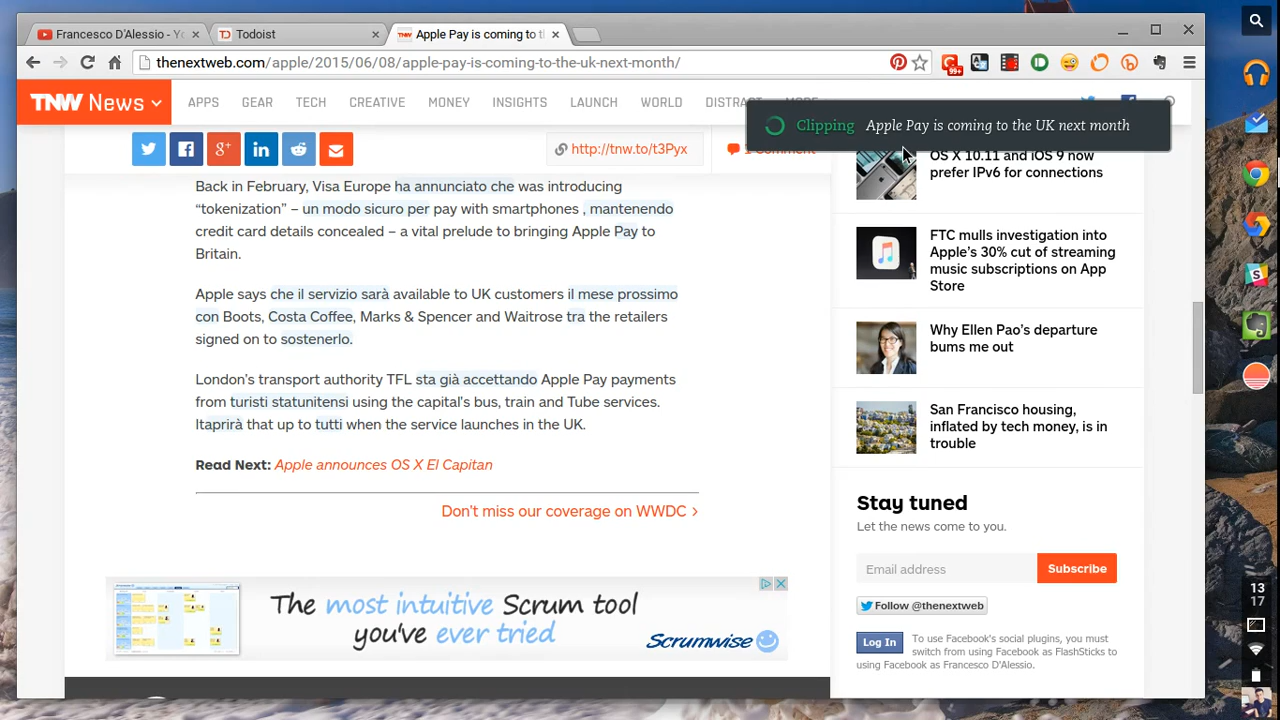 Francesco D'Alessio - Yo
Todoist
Apple Pay is coming to th
thenextweb.com/apple/2015/06/08/apple-pay-is-coming-to-the-uk-next-month/
99+
TNW News
APPS GEAR TECH CREATIVE MONEY INSIGHTS LAUNCH WORLD DISTRACT MORE
Clipping Apple Pay is coming to the UK next month
http://tnw.to/t3Pyx
1 Comment
Back in February, Visa Europe ha annunciato che was introducing
“tokenization” – un modo sicuro per pay with smartphones , mantenendo
credit card details concealed – a vital prelude to bringing Apple Pay to
Britain.
Apple says che il servizio sarà available to UK customers il mese prossimo
con Boots, Costa Coffee, Marks & Spencer and Waitrose tra the retailers
signed on to sostenerlo.
London’s transport authority TFL sta già accettando Apple Pay payments
from turisti statunitensi using the capital’s bus, train and Tube services.
Itaprirà that up to tutti when the service launches in the UK.
Read Next: Apple announces OS X El Capitan
Don’t miss our coverage on WWDC >
The most intuitive Scrum tool
you've ever tried
SCRUMWISE
OS X 10.11 and iOS 9 now
prefer IPv6 for connections
FTC mulls investigation into
Apple’s 30% cut of streaming
music subscriptions on App
Store
Why Ellen Pao’s departure
bums me out
San Francisco housing,
inflated by tech money, is in
trouble
Stay tuned
Let the news come to you.
Email address
Subscribe
Follow @thenextweb
Log In
To use Facebook's social plugins, you must
switch from using Facebook as FlashSticks to
using Facebook as Francesco D'Alessio.
13
17